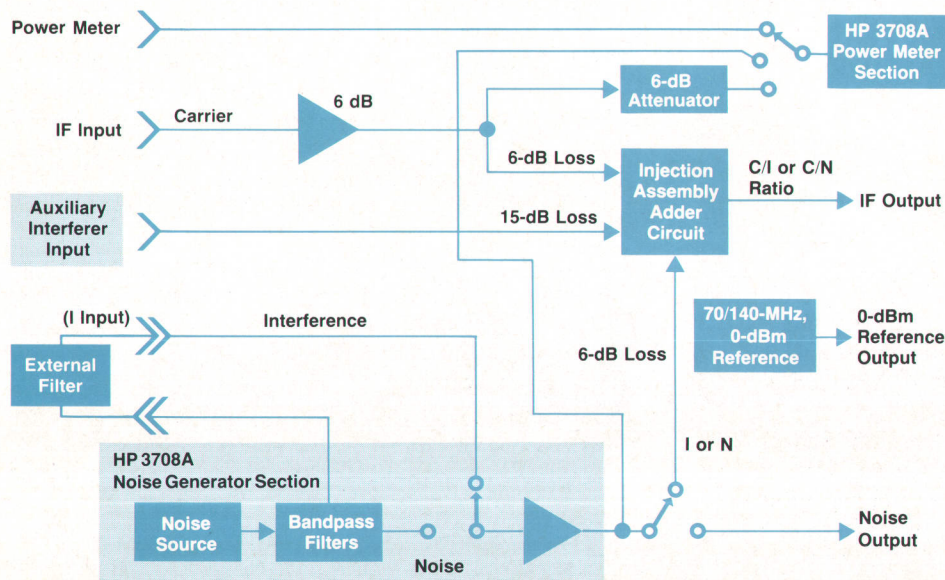 Power Meter
HP 3708A
Power Meter
Section
6 dB
6-dB
Attenuator
IF Input
Carrier
6-dB Loss
Injection
Assembly
Adder
Circuit
C/I or C/N
Ratio
IF Output
Auxiliary
Interferer
Input
15-dB Loss
(I Input)
Interference
External
Filter
6-dB Loss
70/140-MHz,
0-dBm
Reference
0-dBm
Reference
Output
HP 3708A
Noise Generator Section
I or N
Noise
Source
Bandpass
Filters
Noise
Noise
Output